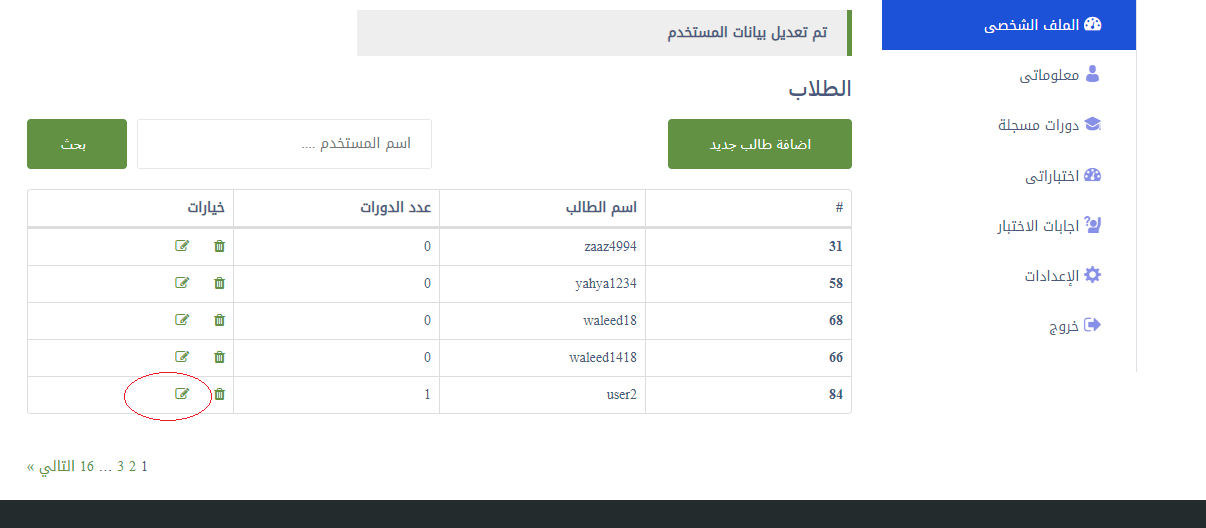 الملف الشخصى
معلوماتى
دورات مسجلة
اختباراتى
اجابات الاختبار
الإعدادات
خروج
تم تعديل بيانات المستخدم
الطلاب
اضافة طالب جديد
اسم المستخدم ....
بحث
# اسم الطالب عدد الدورات خيارات
31 zaaz4994 0
58 yahya1234 0
68 waleed18 0
66 waleed1418 0
84 user2 1
1 2 3 … 16 التالي »